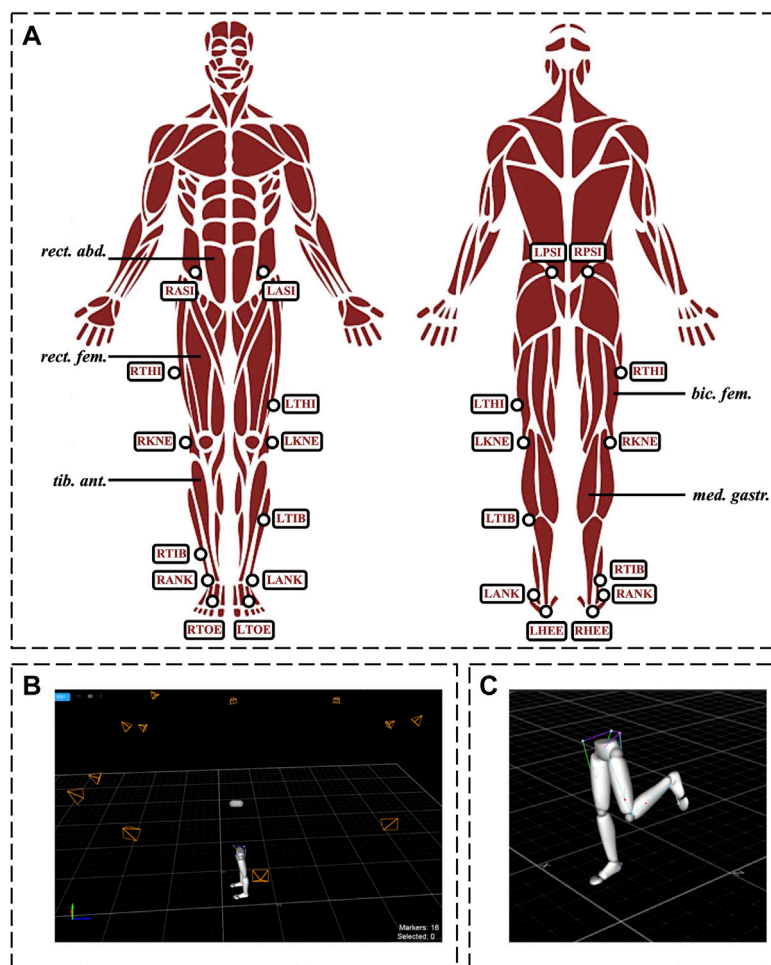 A
rect. abd.
LPSI RPSI
RASI LASI
rect. fem.
RTHI
RTHI
LTHI
LTHI
bic. fem.
RKNE LKNE
LKNE RKNE
tib. ant.
med. gastr.
LTIB
LTIB
RTIB
RTIB
RANK LANK
LANK RANK
RTOE LTOE
LHEE RHEE
B
Markers: 16
Selected: 0
C